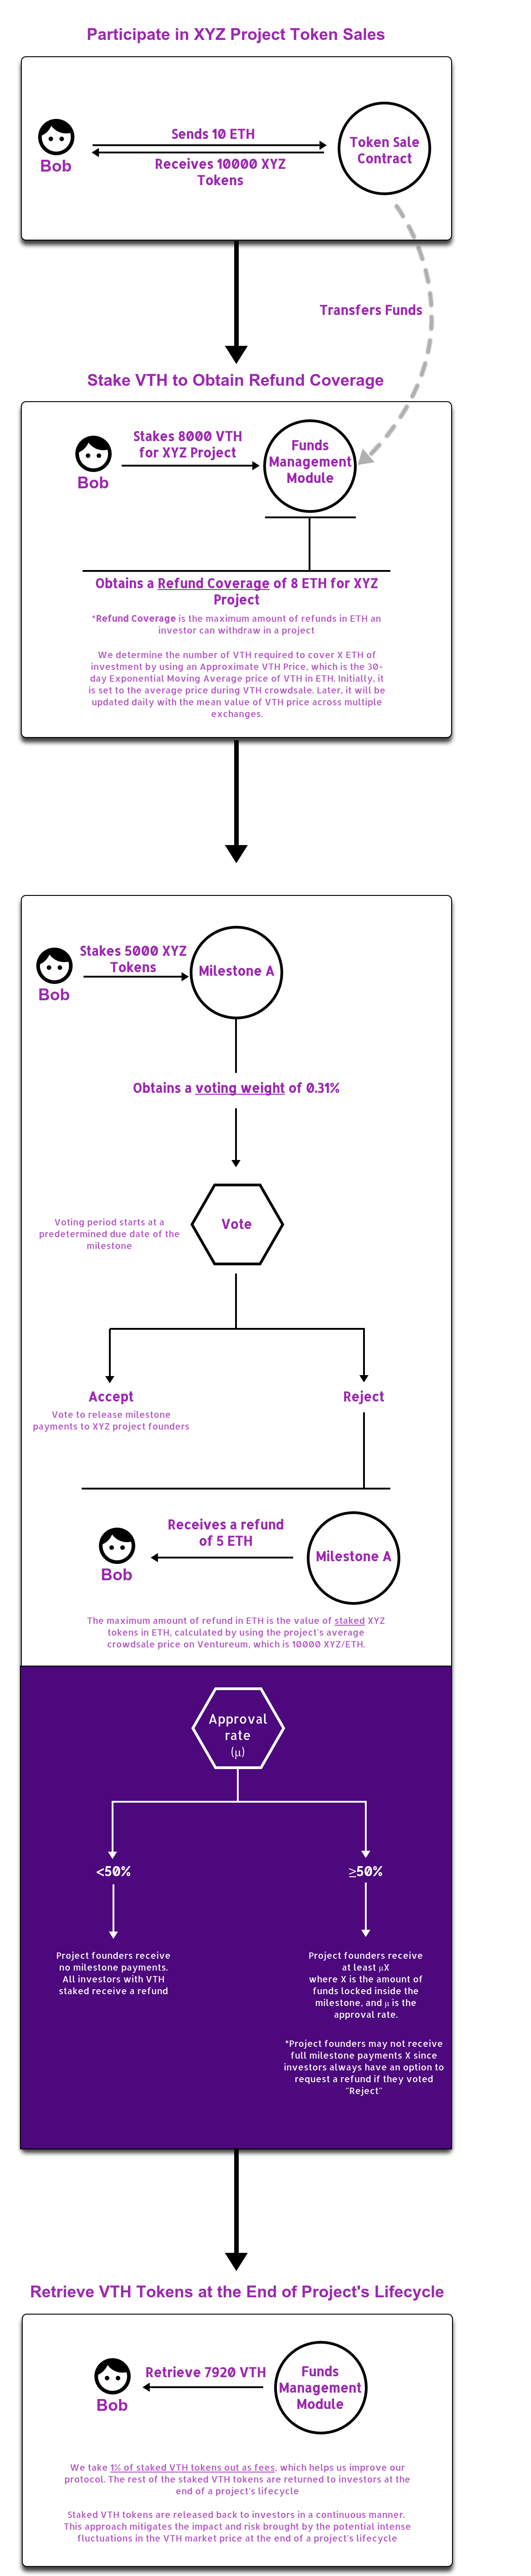 Participate in XYZ Project Token Sales
Sends 10 ETH
Bob
Receives 10000 XYZ
Tokens
Token Sale
Contract
Transfers Funds
Stake VTH to Obtain Refund Coverage
Bob
Stakes 8000 VTH
for XYZ Project
Funds
Management
Module
Obtains a Refund Coverage of 8 ETH for XYZ
Project
*Refund Coverage is the maximum amount of refunds in ETH an
investor can withdraw in a project
We determine the number of VTH required to cover X ETH of
investment by using an Approximate VTH Price, which is the 30-
day Exponential Moving Average price of VTH in ETH. Initially, it
is set to the average price during VTH crowdsale. Later, it will be
updated daily with the mean value of VTH price across multiple
exchanges.
Bob
Stakes 5000 XYZ
Tokens
Milestone A
Obtains a voting weight of 0.31%
Voting period starts at a
predetermined due date of the
milestone
Vote
Accept
Vote to release milestone
payments to XYZ project founders
Reject
Bob
Receives a refund
of 5 ETH
Milestone A
The maximum amount of refund in ETH is the value of staked XYZ
tokens in ETH, calculated by using the project's average
crowdsale price on Ventureum, which is 10000 XYZ/ETH.
Approval
rate
(μ)
<50%
Project founders receive
no milestone payments.
All investors with VTH
staked receive a refund
≥50%
Project founders receive
at least μX
where X is the amount of
funds locked inside the
milestone, and μ is the
approval rate.
*Project founders may not receive
full milestone payments X since
investors always have an option to
request a refund if they voted
"Reject"
Retrieve VTH Tokens at the End of Project's Lifecycle
Bob
Retrieve 7920 VTH
Funds
Management
Module
We take 1% of staked VTH tokens out as fees, which helps us improve our
protocol. The rest of the staked VTH tokens are returned to investors at the
end of a project's lifecycle
Staked VTH tokens are released back to investors in a continuous manner.
This approach mitigates the impact and risk brought by the potential intense
fluctuations in the VTH market price at the end of a project's lifecycle